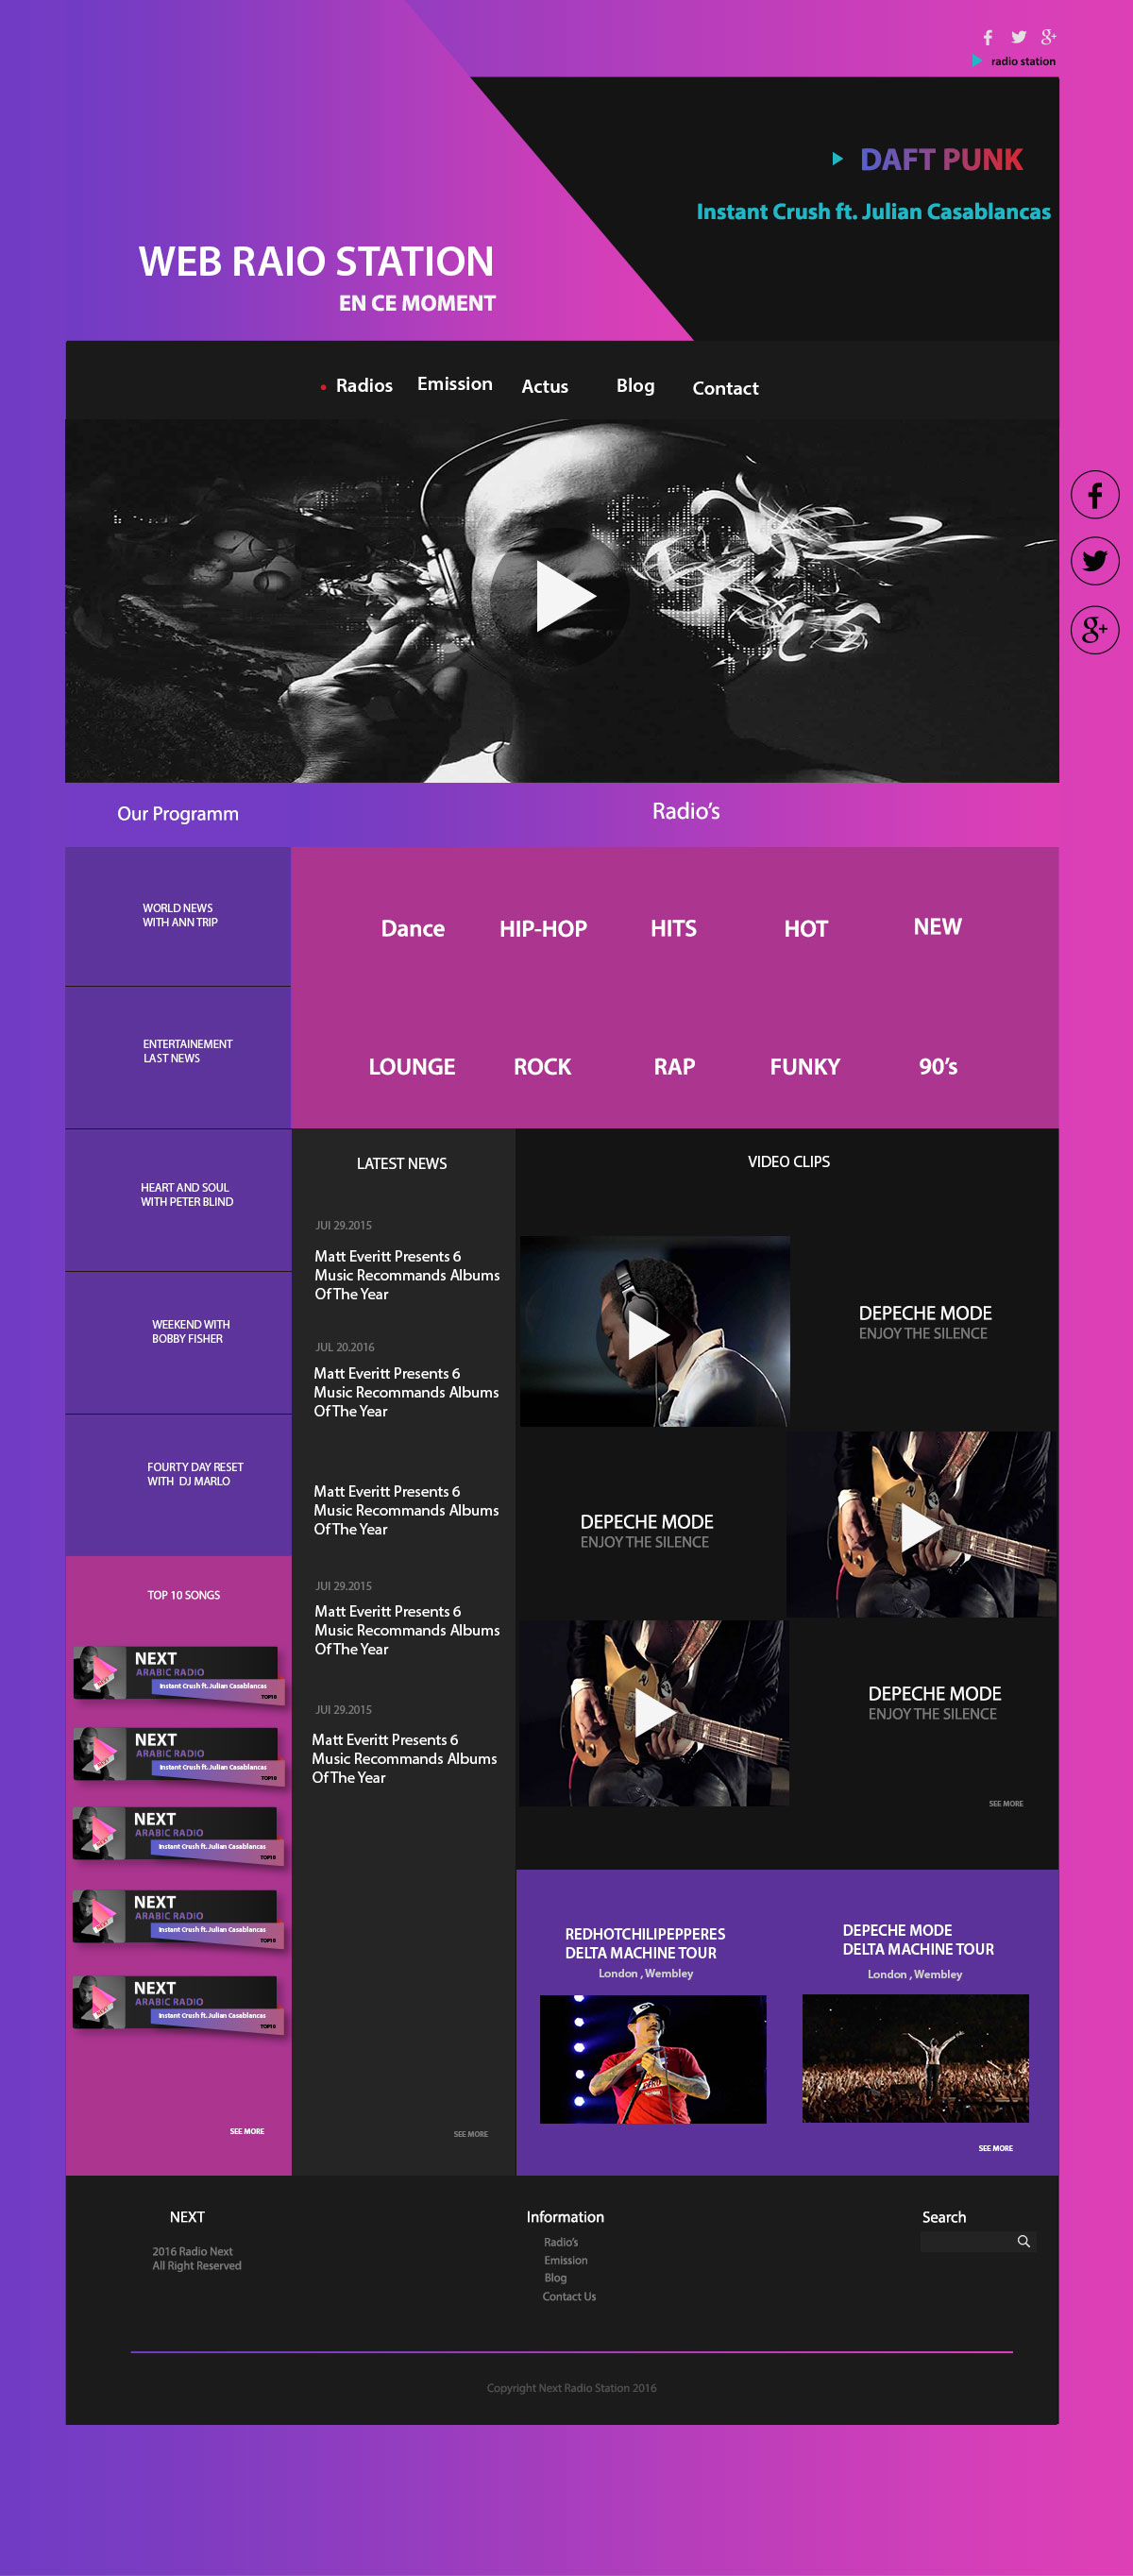 radio station
DAFT PUNK
Instant Crush ft. Julian Casablancas
WEB RAIO STATION
EN CE MOMENT
Radios Emission Actus Blog Contact
Our Programm
Radio's
WORLD NEWS
WITH ANN TRIP
ENTERTAINEMENT
LAST NEWS
HEART AND SOUL
WITH PETER BLIND
WEEKEND WITH
BOBBY FISHER
FOURTY DAY RESET
WITH DJ MARLO
Dance HIP-HOP HITS HOT NEW
LOUNGE ROCK RAP FUNKY 90's
TOP 10 SONGS
NEXT
ARABIC RADIO
Instant Crush ft. Julian Casablancas
TOP10
NEXT
ARABIC RADIO
Instant Crush ft. Julian Casablancas
TOP10
NEXT
ARABIC RADIO
Instant Crush ft. Julian Casablancas
TOP10
NEXT
ARABIC RADIO
Instant Crush ft. Julian Casablancas
TOP10
NEXT
ARABIC RADIO
Instant Crush ft. Julian Casablancas
TOP10
SEE MORE
LATEST NEWS
JUI 29.2015
Matt Everitt Presents 6
Music Recommands Albums
Of The Year
JUL 20.2016
Matt Everitt Presents 6
Music Recommands Albums
Of The Year
Matt Everitt Presents 6
Music Recommands Albums
Of The Year
JUI 29.2015
Matt Everitt Presents 6
Music Recommands Albums
Of The Year
JUI 29.2015
Matt Everitt Presents 6
Music Recommands Albums
Of The Year
SEE MORE
VIDEO CLIPS
DEPECHE MODE
ENJOY THE SILENCE
DEPECHE MODE
ENJOY THE SILENCE
DEPECHE MODE
ENJOY THE SILENCE
SEE MORE
REDHOTCHILIPEPPERES
DELTA MACHINE TOUR
London , Wembley
DEPECHE MODE
DELTA MACHINE TOUR
London , Wembley
SEE MORE
NEXT
2016 Radio Next
All Right Reserved
Information
Radio's
Emission
Blog
Contact Us
Search
Copyright Next Radio Station 2016